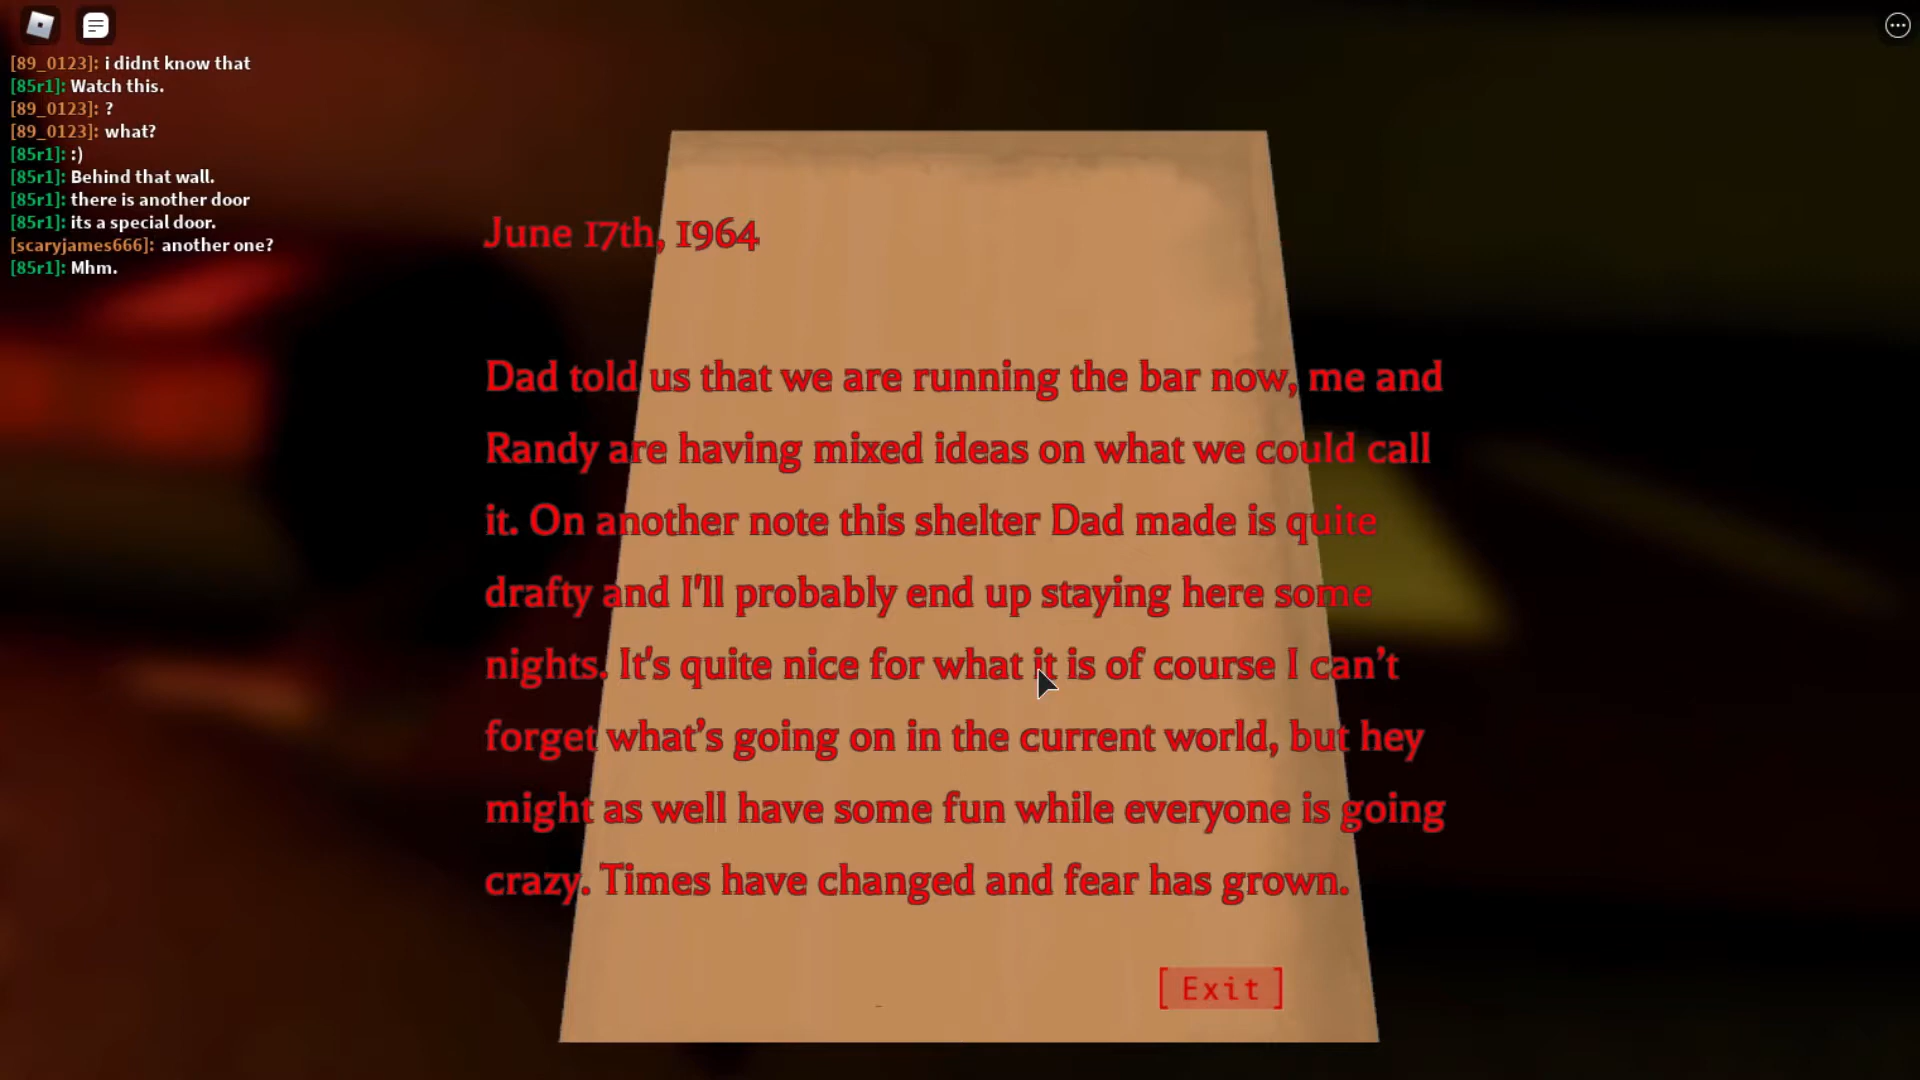 [89_0123]: i didnt know that
[85r1]: Watch this.
[89_0123]: ?
[89_0123]: what?
[85r1]: :)
[85r1]: Behind that wall.
[85r1]: there is another door
[85r1]: its a special door.
[scaryjames666]: another one?
[85r1]: Mhm.
June 17th, 1964
Dad told us that we are running the bar now, me and
Randy are having mixed ideas on what we could call
it. On another note this shelter Dad made is quite
drafty and I'll probably end up staying here some
nights. It's quite nice for what it is of course I can’t
forget what’s going on in the current world, but hey
might as well have some fun while everyone is going
crazy. Times have changed and fear has grown.
[Exit]